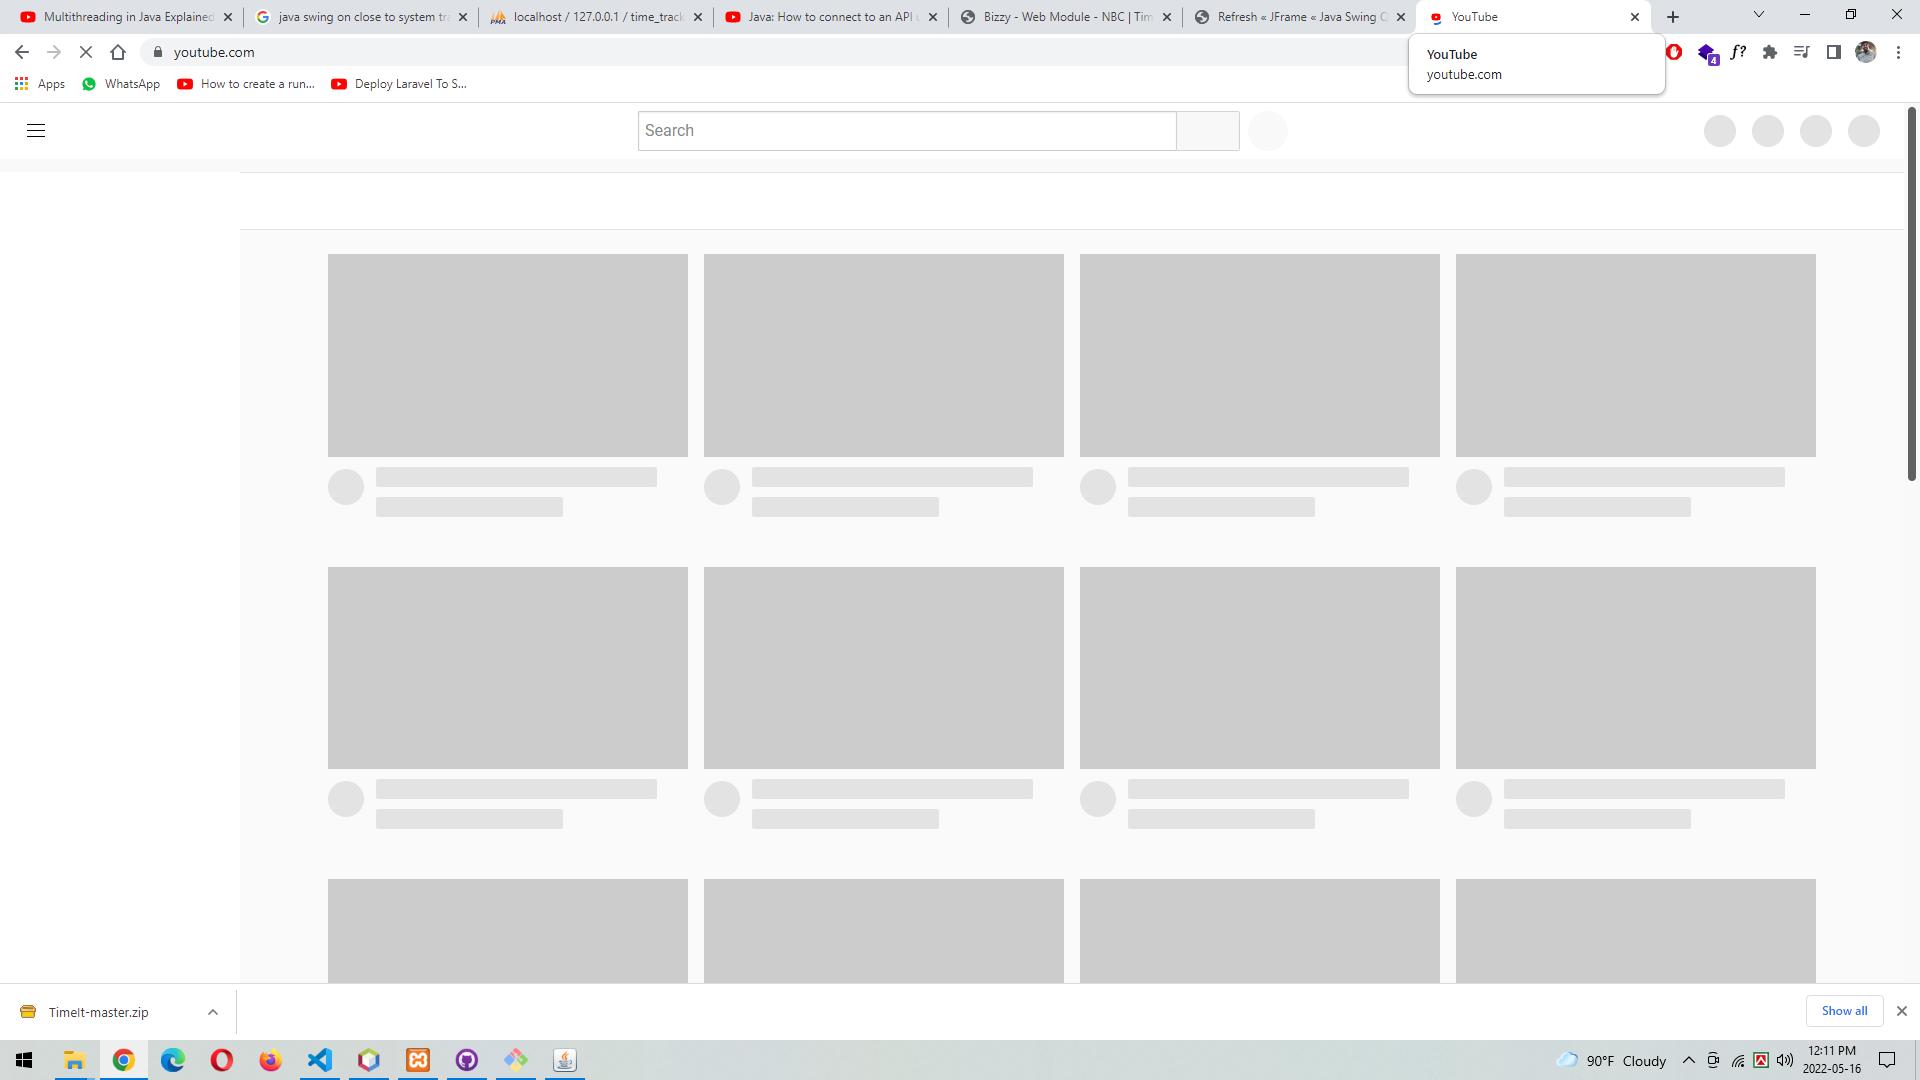 Multithreading in Java Explained
java swing on close to system tra
localhost / 127.0.0.1 / time_track
Java: How to connect to an API u
Bizzy - Web Module - NBC | Tim
Refresh « JFrame « Java Swing Q
YouTube
youtube.com
YouTube
youtube.com
4
f?
Apps
WhatsApp
How to create a run...
Deploy Laravel To S...
Search
TimeIt-master.zip
Show all
90°F Cloudy
12:11 PM
2022-05-16